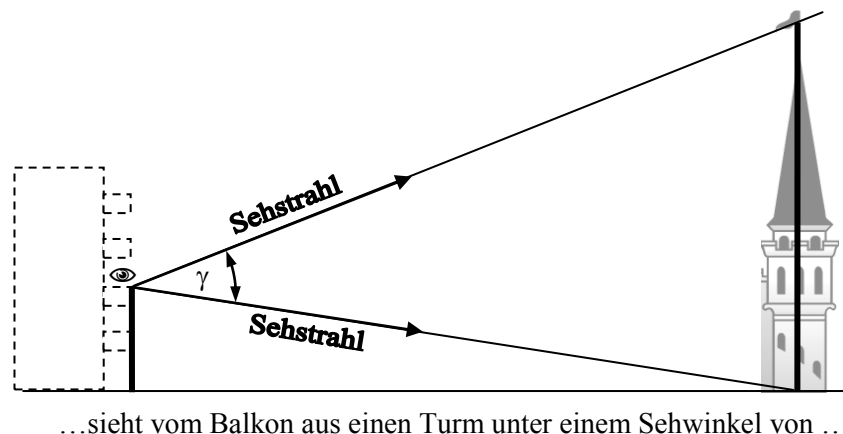 Sehstrahl
γ
Sehstrahl
…sieht vom Balkon aus einen Turm unter einem Sehwinkel von ‥